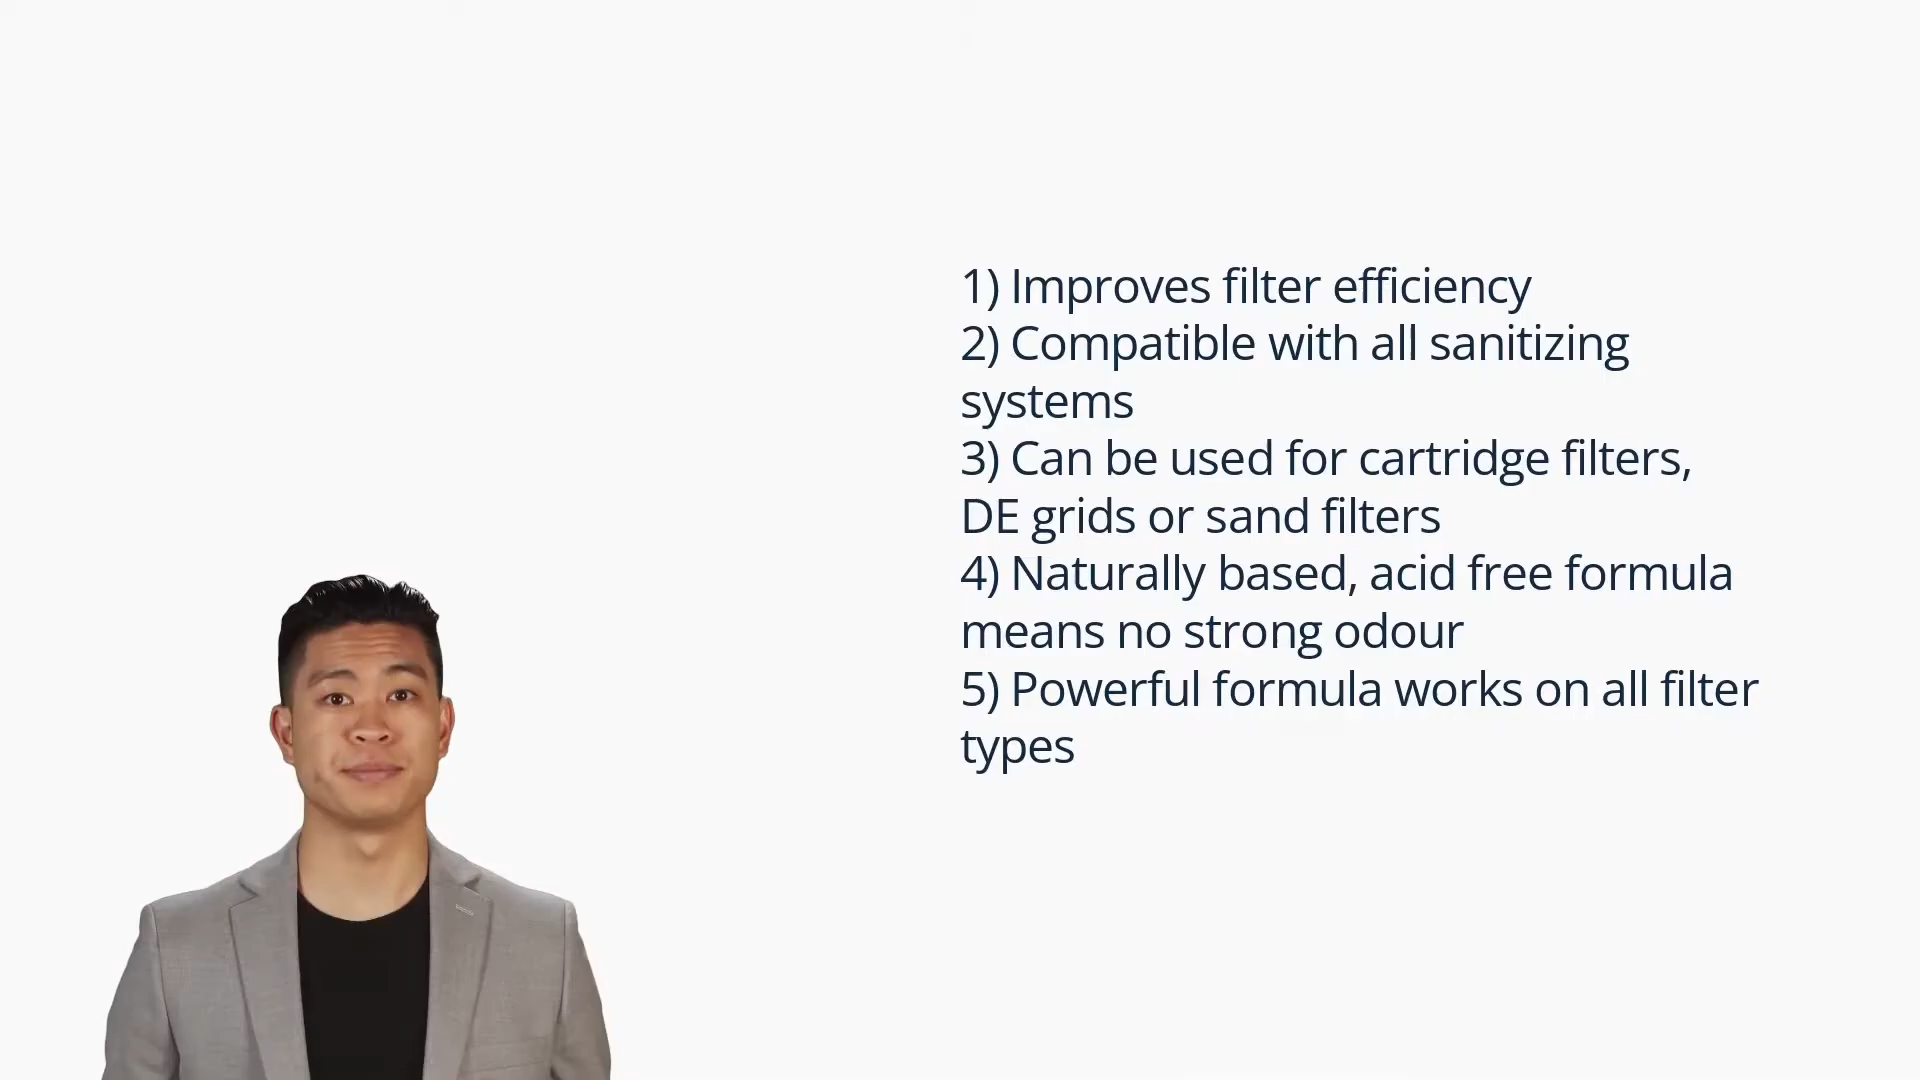 1) Improves filter efficiency
2) Compatible with all sanitizing
systems
3) Can be used for cartridge filters,
DE grids or sand filters
4) Naturally based, acid free formula
means no strong odour
5) Powerful formula works on all filter
types